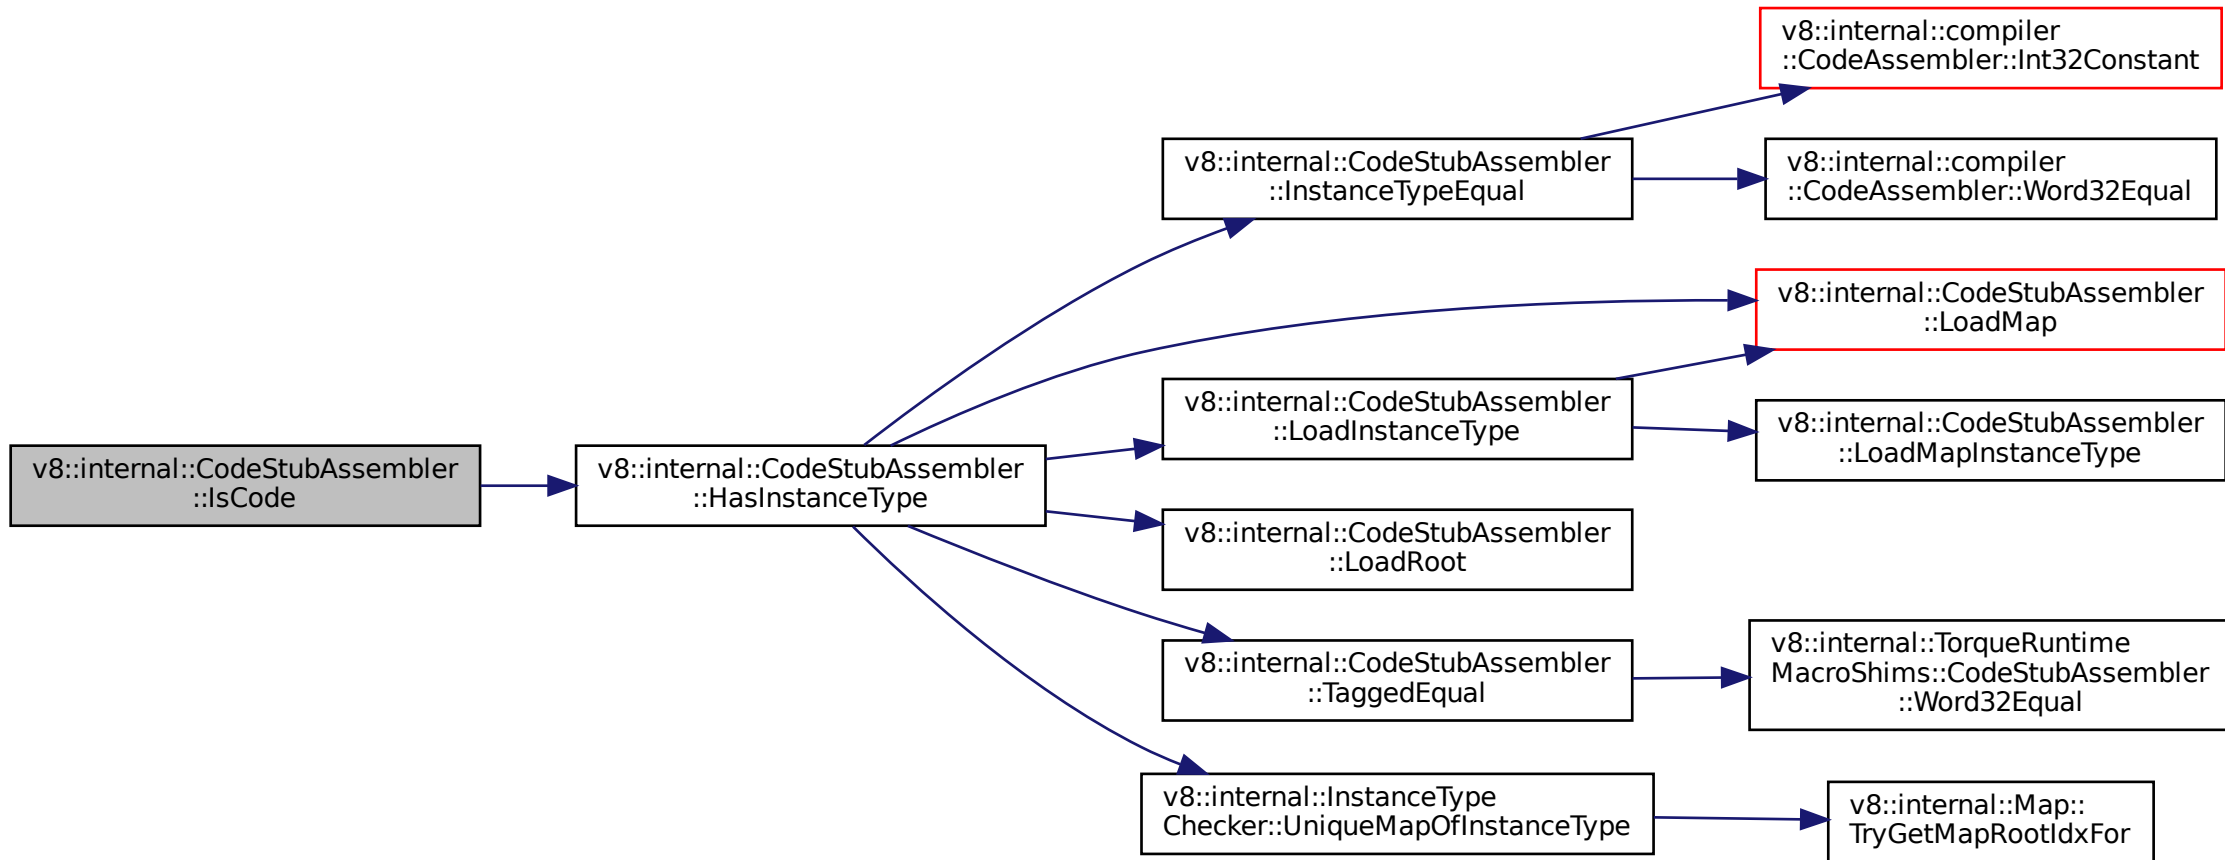 v8::internal::CodeStubAssembler
::IsCode
v8::internal::CodeStubAssembler
::HasInstanceType
v8::internal::CodeStubAssembler
::InstanceTypeEqual
v8::internal::compiler
::CodeAssembler::Int32Constant
v8::internal::compiler
::CodeAssembler::Word32Equal
v8::internal::CodeStubAssembler
::LoadMap
v8::internal::CodeStubAssembler
::LoadInstanceType
v8::internal::CodeStubAssembler
::LoadMapInstanceType
v8::internal::CodeStubAssembler
::LoadRoot
v8::internal::CodeStubAssembler
::TaggedEqual
v8::internal::TorqueRuntime
MacroShims::CodeStubAssembler
::Word32Equal
v8::internal::InstanceType
Checker::UniqueMapOfInstanceType
v8::internal::Map::
TryGetMapRootIdxFor